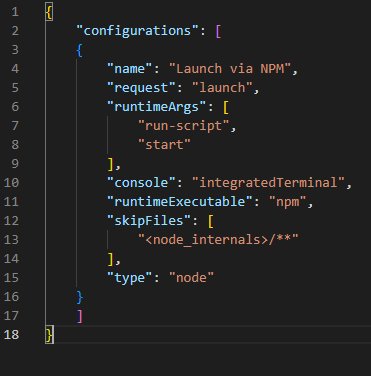 1 {
2     "configurations": [
3     {
4         "name": "Launch via NPM",
5         "request": "launch",
6         "runtimeArgs": [
7             "run-script",
8             "start"
9         ],
10         "console": "integratedTerminal",
11         "runtimeExecutable": "npm",
12         "skipFiles": [
13             "<node_internals>/**"
14         ],
15         "type": "node"
16     }
17     ]
18 }